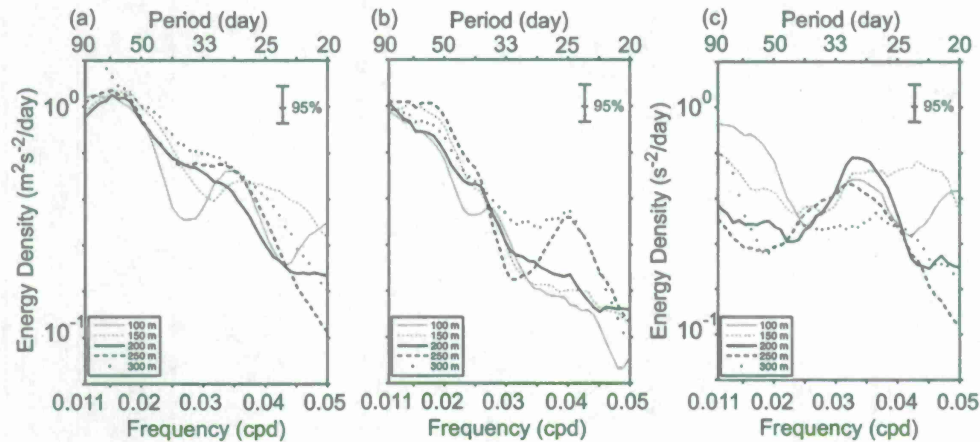 (a) Period (day)
90 50 33 25 20
Energy Density (m²s⁻²/day)
10⁰
10⁻¹
95%
100 m
150 m
200 m
250 m
300 m
0.011 0.02 0.03 0.04 0.05
Frequency (cpd)
(b) Period (day)
90 50 33 25 20
95%
100 m
150 m
200 m
250 m
300 m
0.011 0.02 0.03 0.04 0.05
Frequency (cpd)
(c) Period (day)
90 50 33 25 20
Energy Density (s⁻²/day)
10⁰
10⁻¹
95%
100 m
150 m
200 m
250 m
300 m
0.011 0.02 0.03 0.04 0.05
Frequency (cpd)